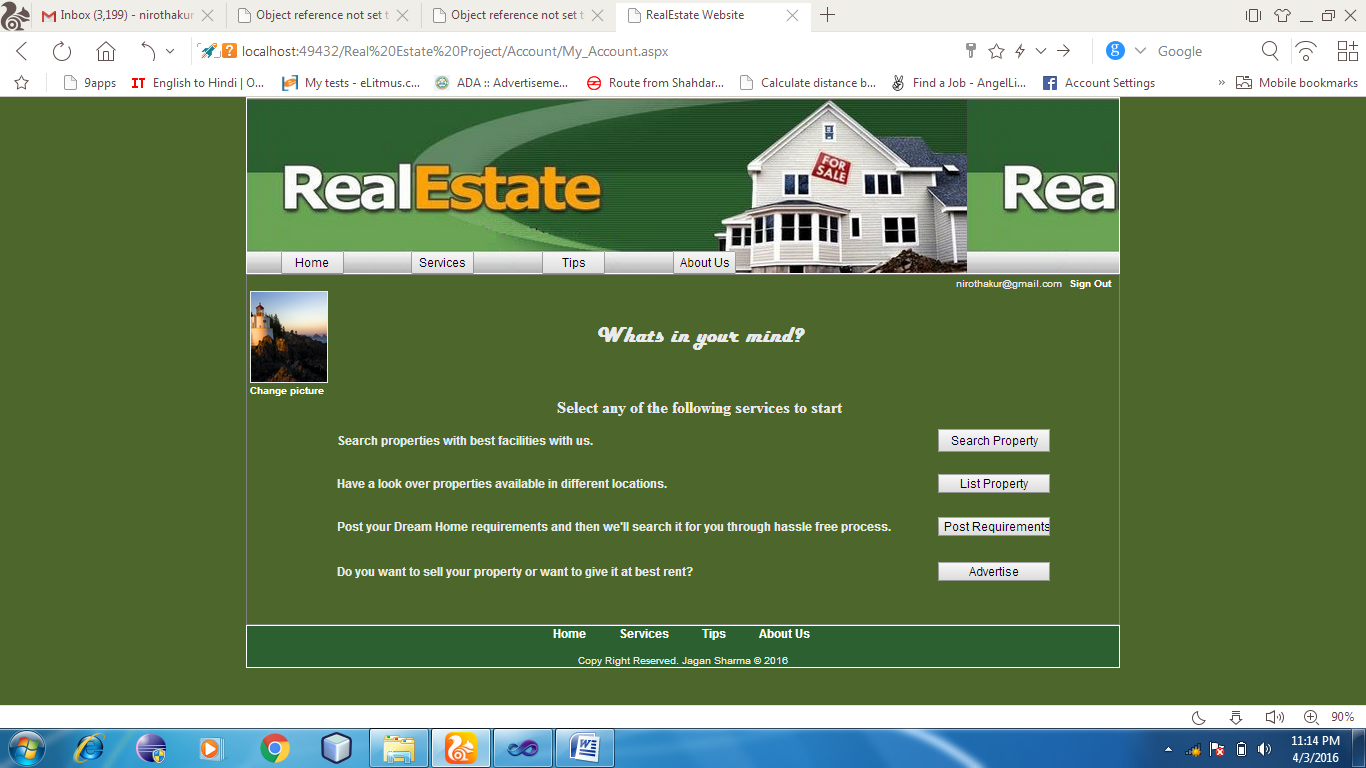 Inbox (3,199) - nirothakur
Object reference not set t
Object reference not set t
RealEstate Website
localhost:49432/Real%20Estate%20Project/Account/My_Account.aspx
g
Google
9apps
IT English to Hindi | O...
My tests - eLitmus.c...
ADA :: Advertiseme...
Route from Shahdar...
Calculate distance b...
Find a Job - AngelLi...
Account Settings
»
Mobile bookmarks
RealEstate
FOR SALE
Rea
Home
Services
Tips
About Us
nirothakur@gmail.com Sign Out
Whats in your mind?
Change picture
Select any of the following services to start
Search properties with best facilities with us.
Search Property
Have a look over properties available in different locations.
List Property
Post your Dream Home requirements and then we'll search it for you through hassle free process.
Post Requirements
Do you want to sell your property or want to give it at best rent?
Advertise
Home Services Tips About Us
Copy Right Reserved. Jagan Sharma © 2016
90%
11:14 PM
4/3/2016